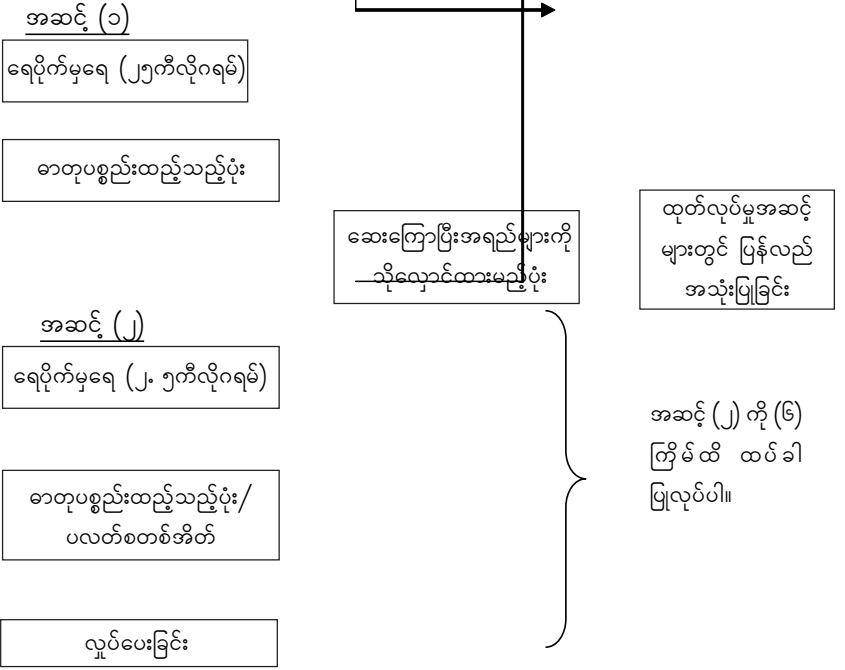 အဆင့် (၁)
ရေပိုက်မှရေ (၂၅ကီလိုဂရမ်)
ဓာတုပစ္စည်းထည့်သည့်ပုံး
ဆေးကြောပြီးအရည်များကို
သိုလှောင်ထားမည့်ပုံး
ထုတ်လုပ်မှုအဆင့်
များတွင် ပြန်လည်
အသုံးပြုခြင်း
အဆင့် (၂)
ရေပိုက်မှရေ (၂. ၅ကီလိုဂရမ်)
ဓာတုပစ္စည်းထည့်သည့်ပုံး/
ပလတ်စတစ်အိတ်
လှုပ်ပေးခြင်း
အဆင့် (၂) ကို (၆)
ကြိမ်ထိ ထပ်ခါ
ပြုလုပ်ပါ။